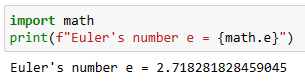 import math
print(f"Euler's number e = {math.e}")
Euler's number e = 2.718281828459045